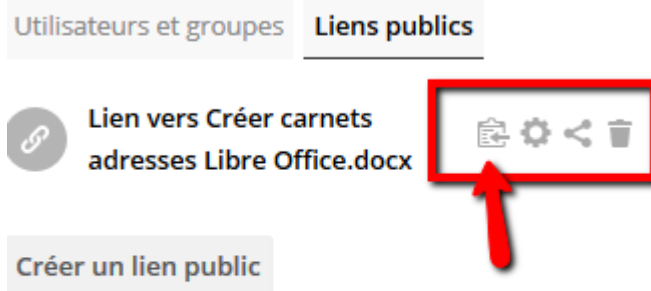 Utilisateurs et groupes Liens publics
Lien vers Créer carnets
adresses Libre Office.docx
Créer un lien public